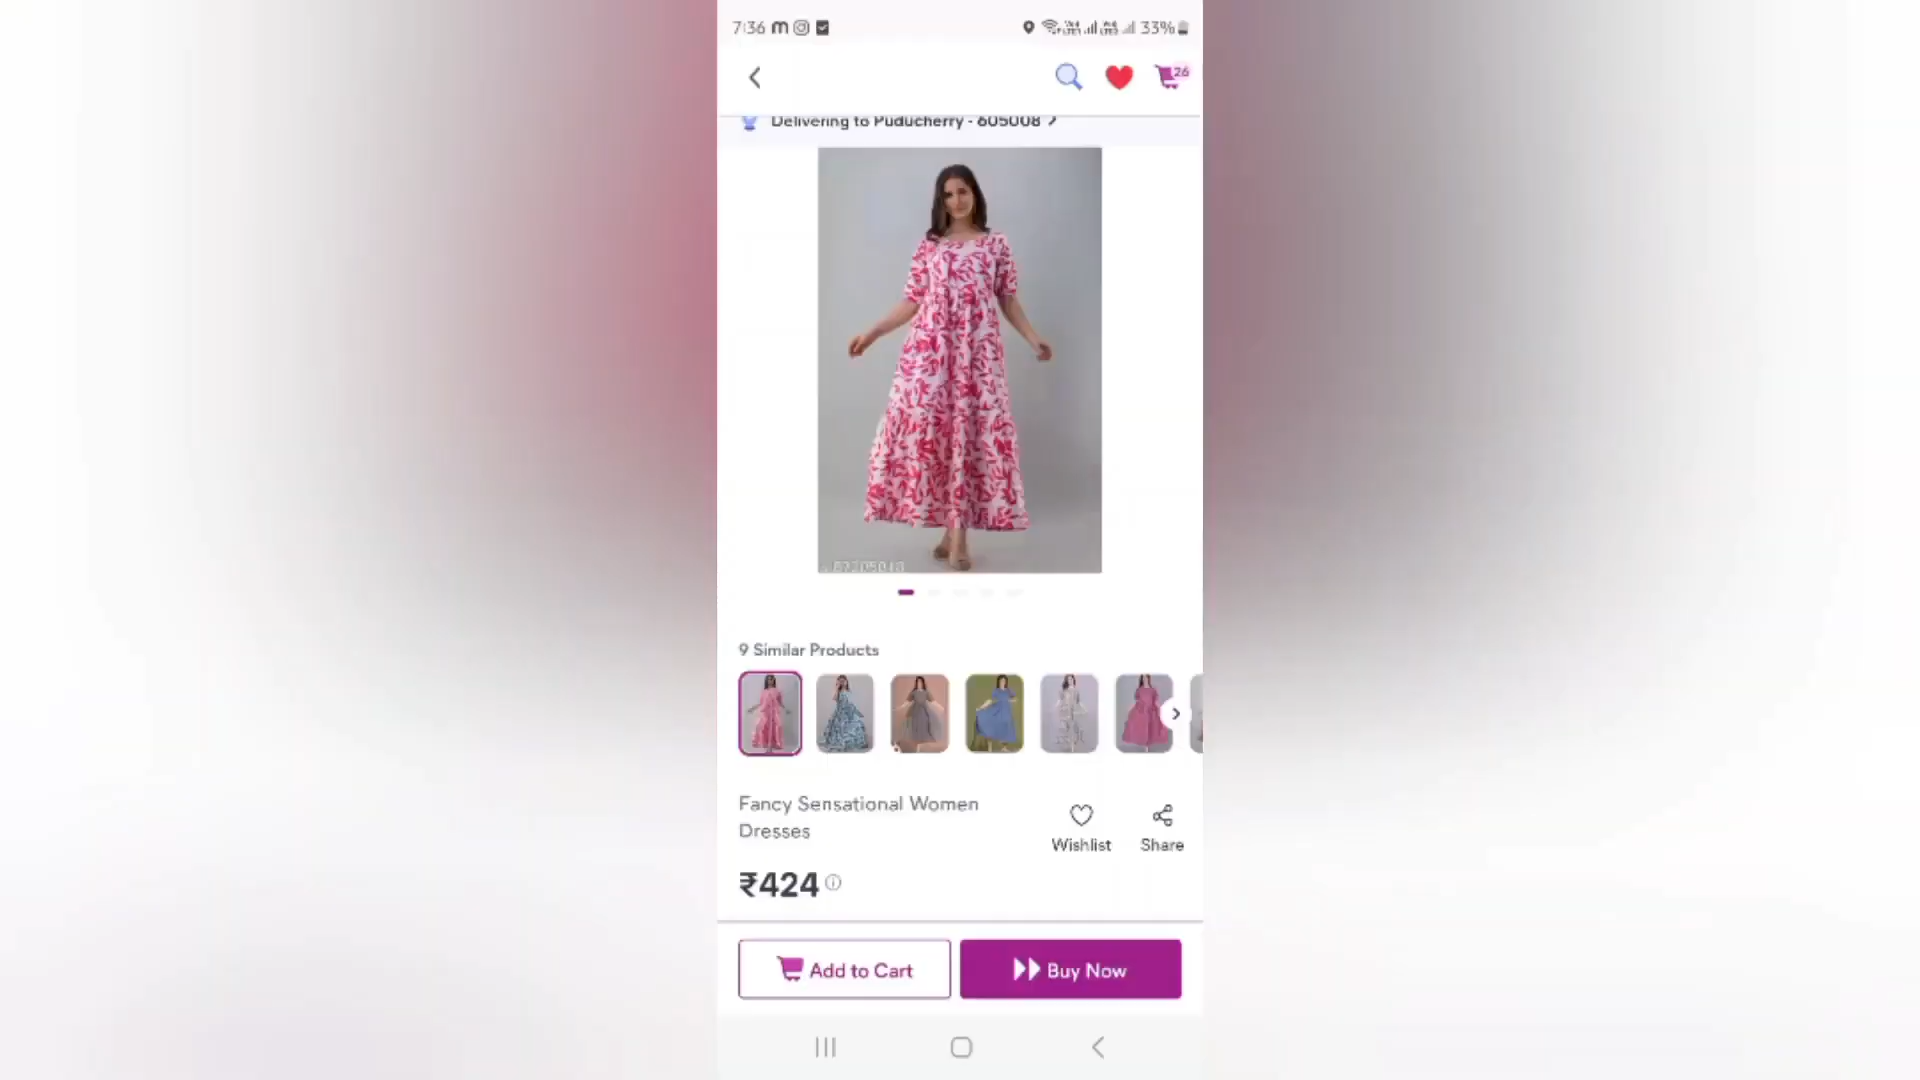 7:36
33%
26
Delivering to Puducherry - 605008
9 Similar Products
Fancy Sensational Women
Dresses
Wishlist
Share
₹424
Add to Cart
Buy Now